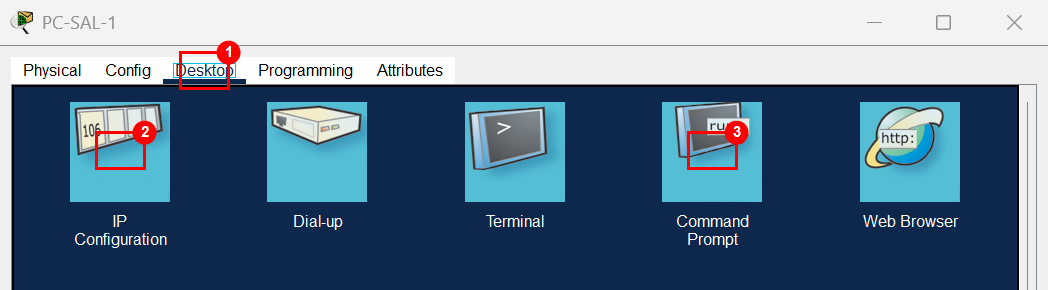 PC-SAL-1
Physical Config Desktop Programming Attributes
1
106
2
>
3
http:
IP
Configuration
Dial-up
Terminal
Command
Prompt
Web Browser